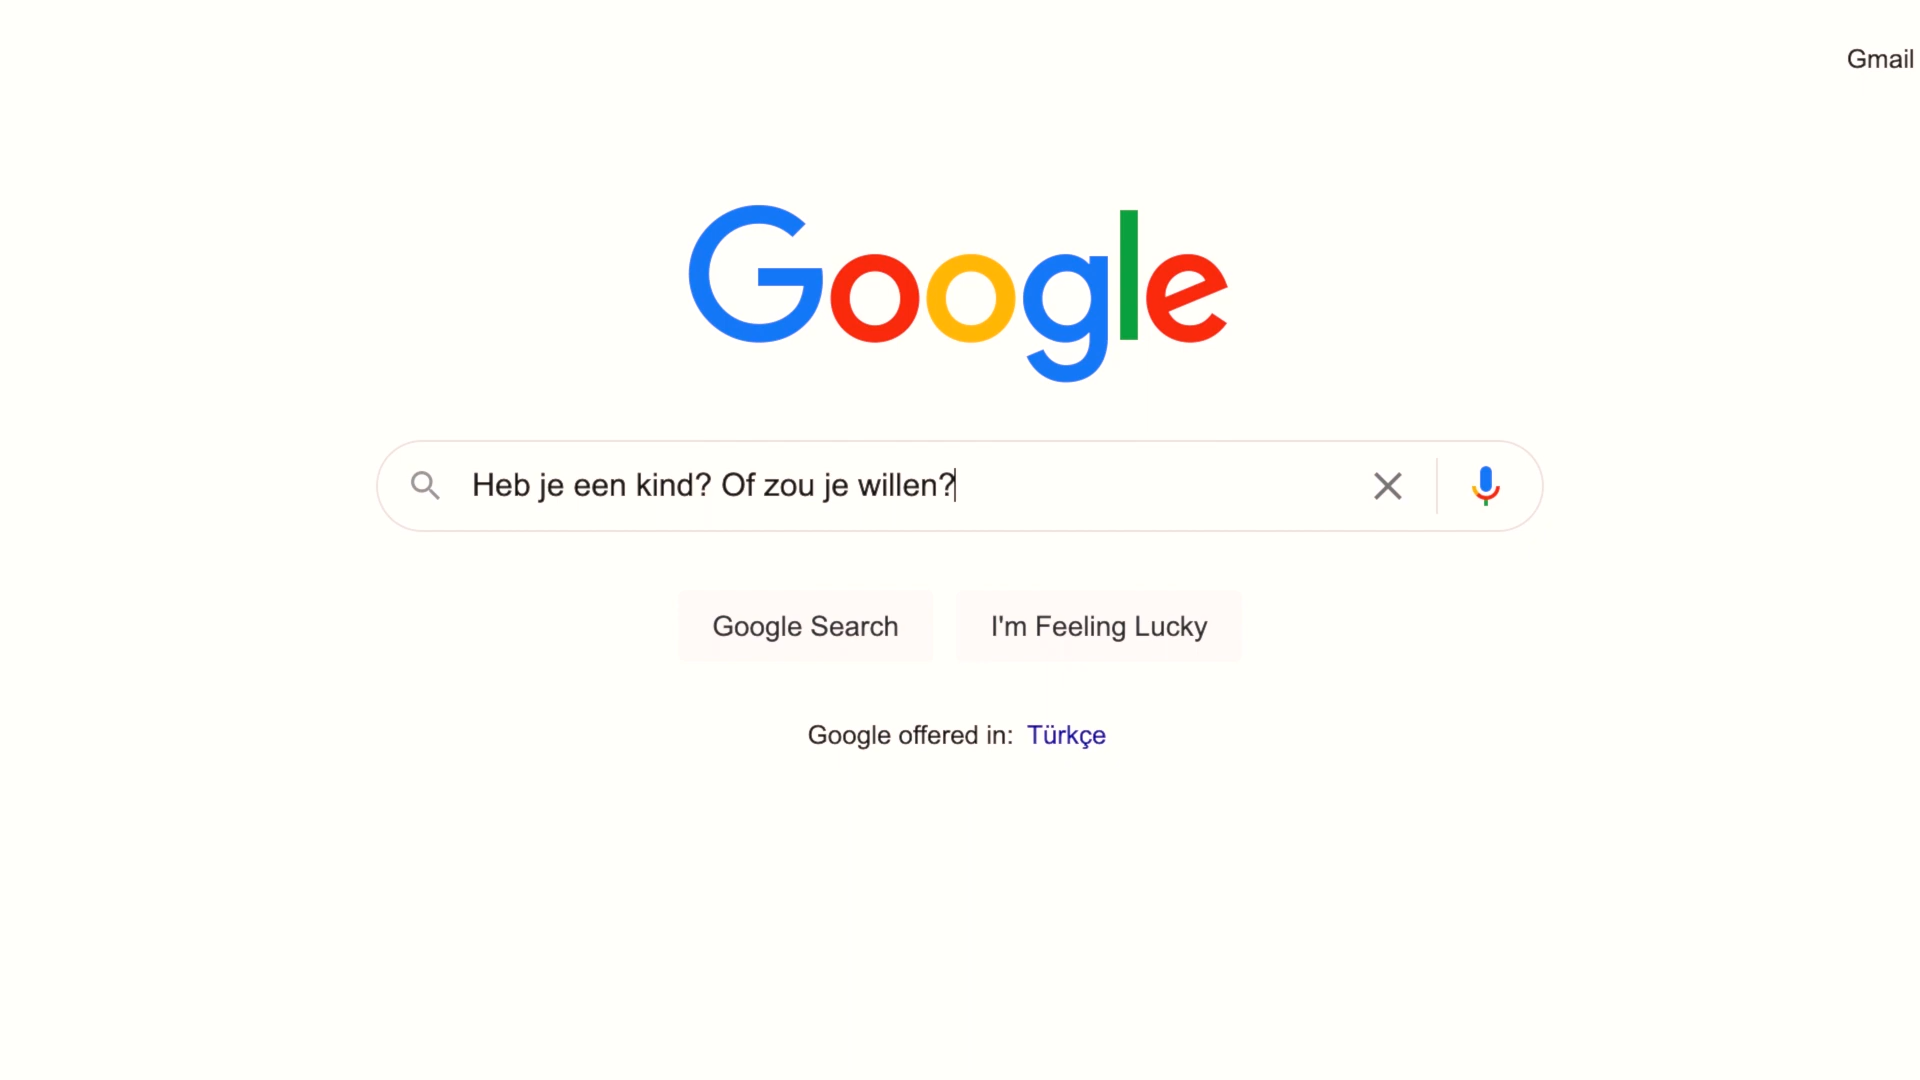 Gmail
Google
Heb je een kind? Of zou je willen?
Google Search
I'm Feeling Lucky
Google offered in: Türkçe